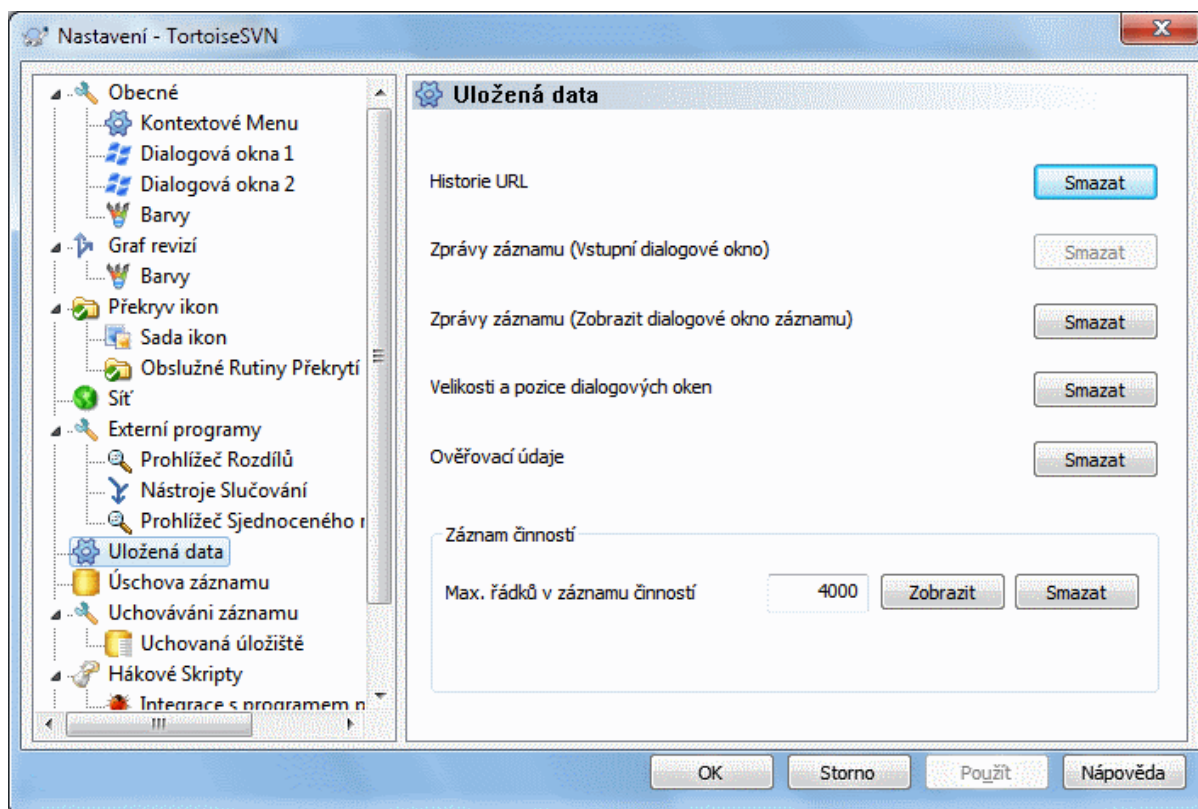 Nastavení - TortoiseSVN
Obecné
Kontextové Menu
Dialogová okna 1
Dialogová okna 2
Barvy
Graf revizí
Barvy
Překryv ikon
Sada ikon
Obslužné Rutiny Překrytí
Síť
Externí programy
Prohlížeč Rozdílů
Nástroje Slučování
Prohlížeč Sjednoceného r
Uložená data
Úschova záznamu
Uchovávání záznamu
Uchovaná úložiště
Hákové Skripty
Integrace s programem p
Uložená data
Historie URL Smazat
Zprávy záznamu (Vstupní dialogové okno) Smazat
Zprávy záznamu (Zobrazit dialogové okno záznamu) Smazat
Velikosti a pozice dialogových oken Smazat
Ověřovací údaje Smazat
Záznam činností
Max. řádků v záznamu činností 4000 Zobrazit Smazat
OK Storno Použít Nápověda